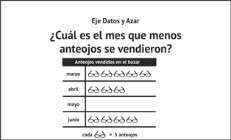 Eje Datos y Azar
¿Cuál es el mes que menos
anteojos se vendieron?
Anteojos vendidos en el bazar
marzo
abril
mayo
junio
cada = 5 anteojos